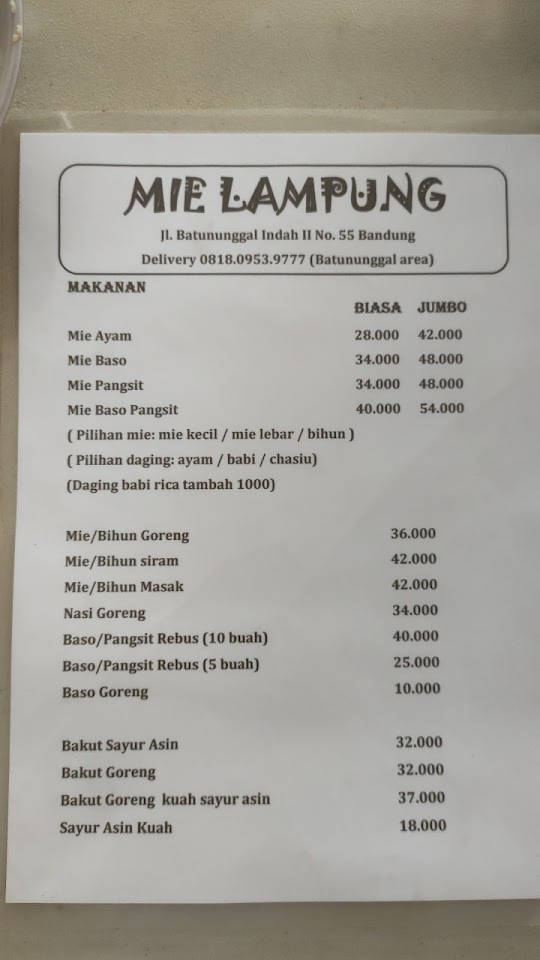 MIE LAMPUNG
Jl. Batununggal Indah II No. 55 Bandung
Delivery 0818.0953.9777 (Batununggal area)
MAKANAN
BIASA JUMBO
Mie Ayam 28.000 42.000
Mie Baso 34.000 48.000
Mie Pangsit 34.000 48.000
Mie Baso Pangsit 40.000 54.000
( Pilihan mie: mie kecil / mie lebar / bihun )
( Pilihan daging: ayam / babi / chasiu)
(Daging babi rica tambah 1000)
Mie/Bihun Goreng 36.000
Mie/Bihun siram 42.000
Mie/Bihun Masak 42.000
Nasi Goreng 34.000
Baso/Pangsit Rebus (10 buah) 40.000
Baso/Pangsit Rebus (5 buah) 25.000
Baso Goreng 10.000
Bakut Sayur Asin 32.000
Bakut Goreng 32.000
Bakut Goreng kuah sayur asin 37.000
Sayur Asin Kuah 18.000